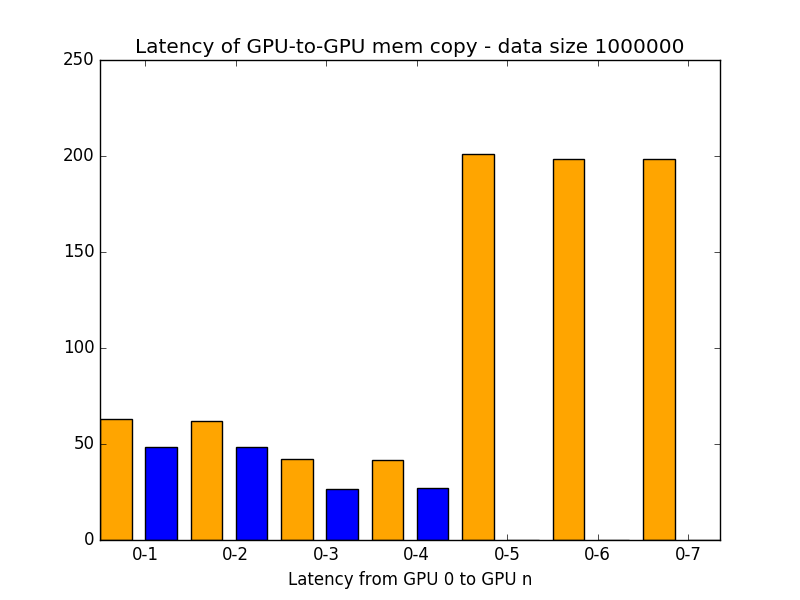 Latency of GPU-to-GPU mem copy - data size 1000000
250
200
150
100
50
0
0-1 0-2 0-3 0-4 0-5 0-6 0-7
Latency from GPU 0 to GPU n